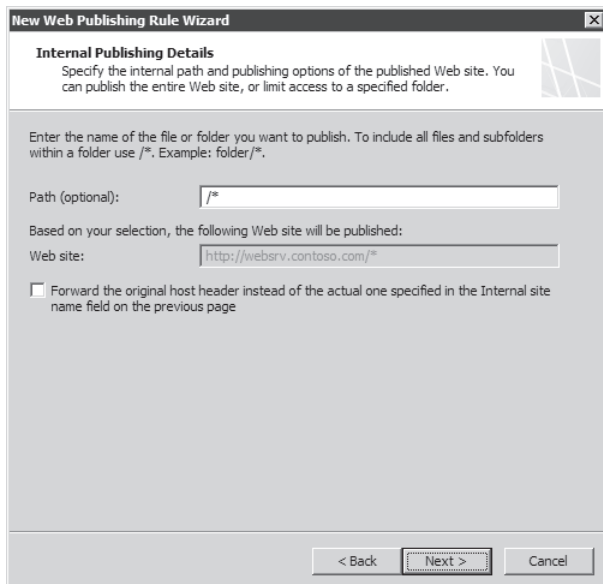 New Web Publishing Rule Wizard
Internal Publishing Details
Specify the internal path and publishing options of the published Web site. You
can publish the entire Web site, or limit access to a specified folder.
Enter the name of the file or folder you want to publish. To include all files and subfolders
within a folder use /*. Example: folder/*.
Path (optional):
/*
Based on your selection, the following Web site will be published:
Web site:
http://websrv.contoso.com/*
Forward the original host header instead of the actual one specified in the Internal site
name field on the previous page
< Back
Next >
Cancel